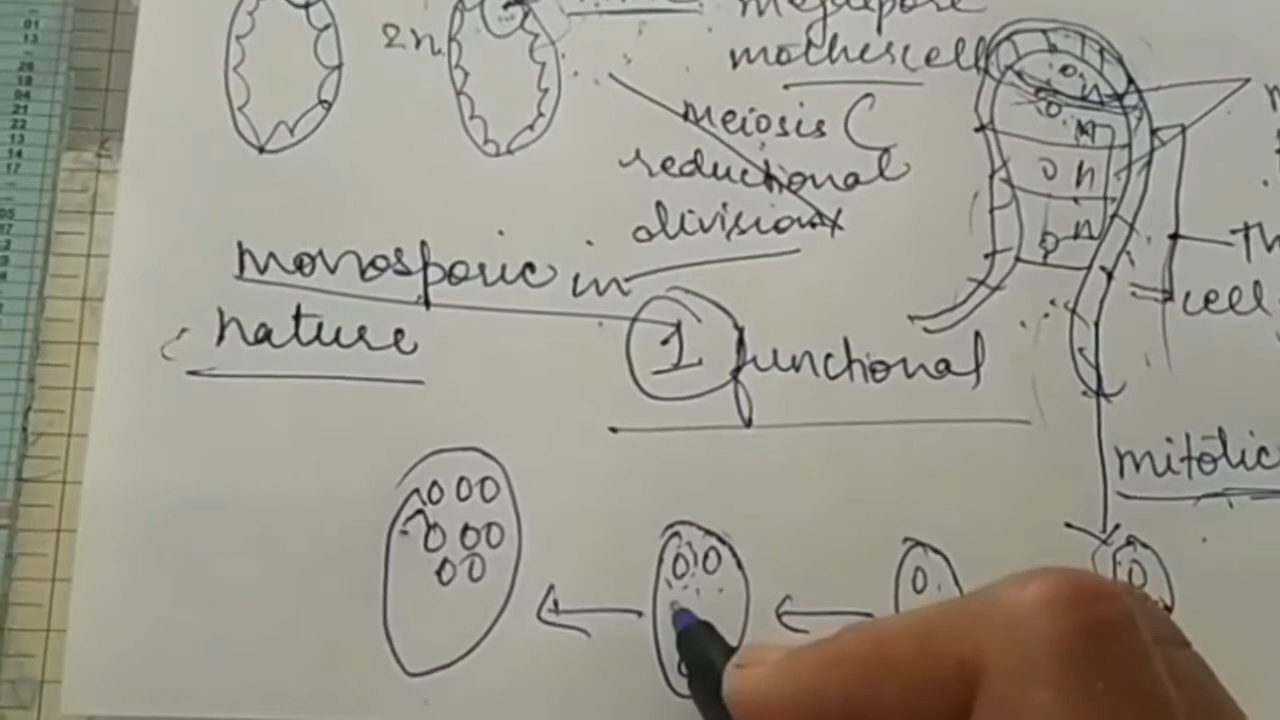 2n
mothercell
meiosis (
reductional
division
n
n
n
n
monosporic in
nature
1 functional
cell
mitotic